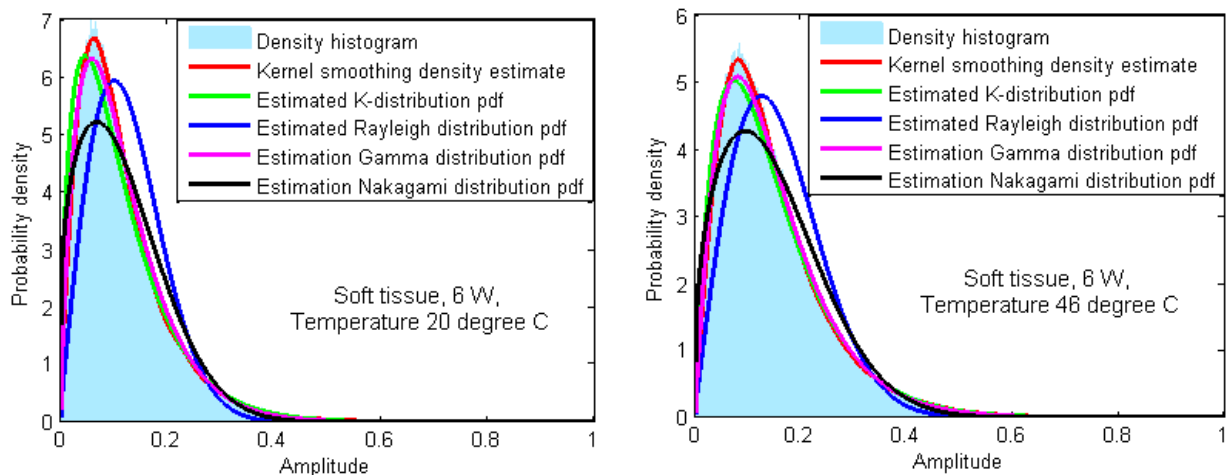 7
6
5
4
3
2
1
0
Probability density
Density histogram
Kernel smoothing density estimate
Estimated K-distribution pdf
Estimated Rayleigh distribution pdf
Estimation Gamma distribution pdf
Estimation Nakagami distribution pdf
Soft tissue, 6 W,
Temperature 20 degree C
0 0.2 0.4 0.6 0.8 1
Amplitude
6
5
4
3
2
1
0
Probability density
Density histogram
Kernel smoothing density estimate
Estimated K-distribution pdf
Estimated Rayleigh distribution pdf
Estimation Gamma distribution pdf
Estimation Nakagami distribution pdf
Soft tissue, 6 W,
Temperature 46 degree C
0 0.2 0.4 0.6 0.8 1
Amplitude